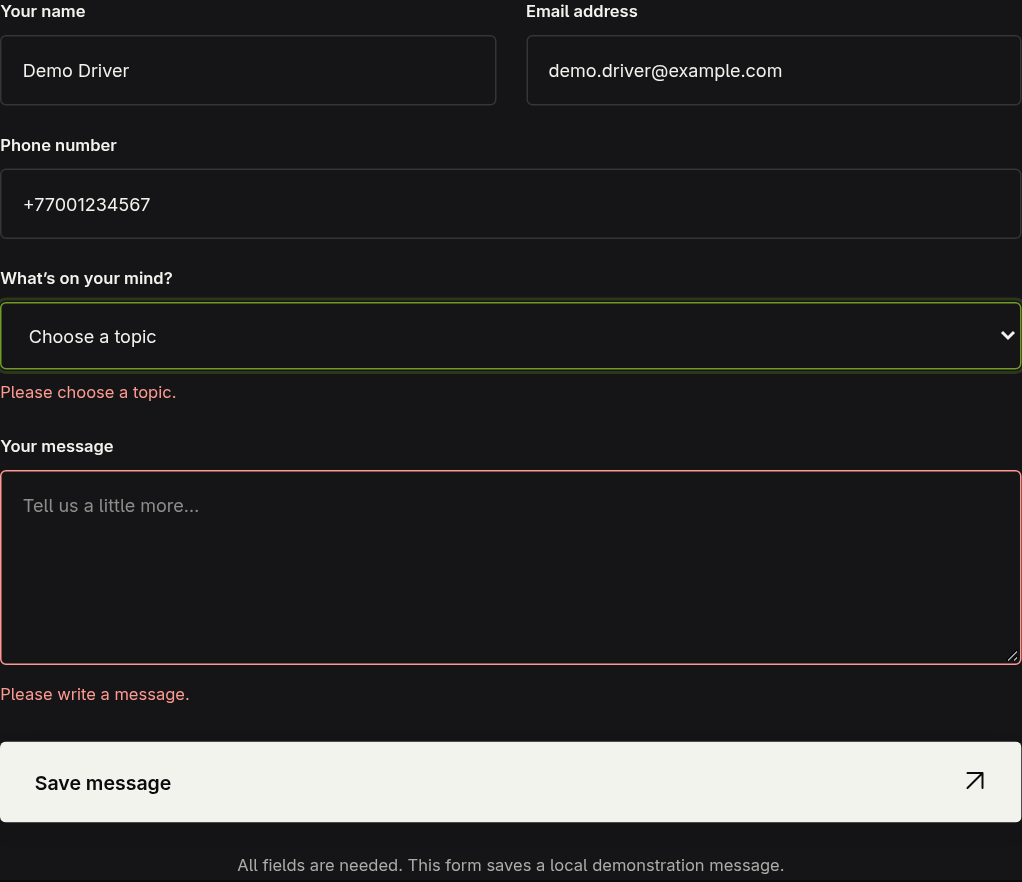 Your name
Email address
Demo Driver
demo.driver@example.com
Phone number
+77001234567
What’s on your mind?
Choose a topic
Please choose a topic.
Your message
Tell us a little more...
Please write a message.
Save message
All fields are needed. This form saves a local demonstration message.